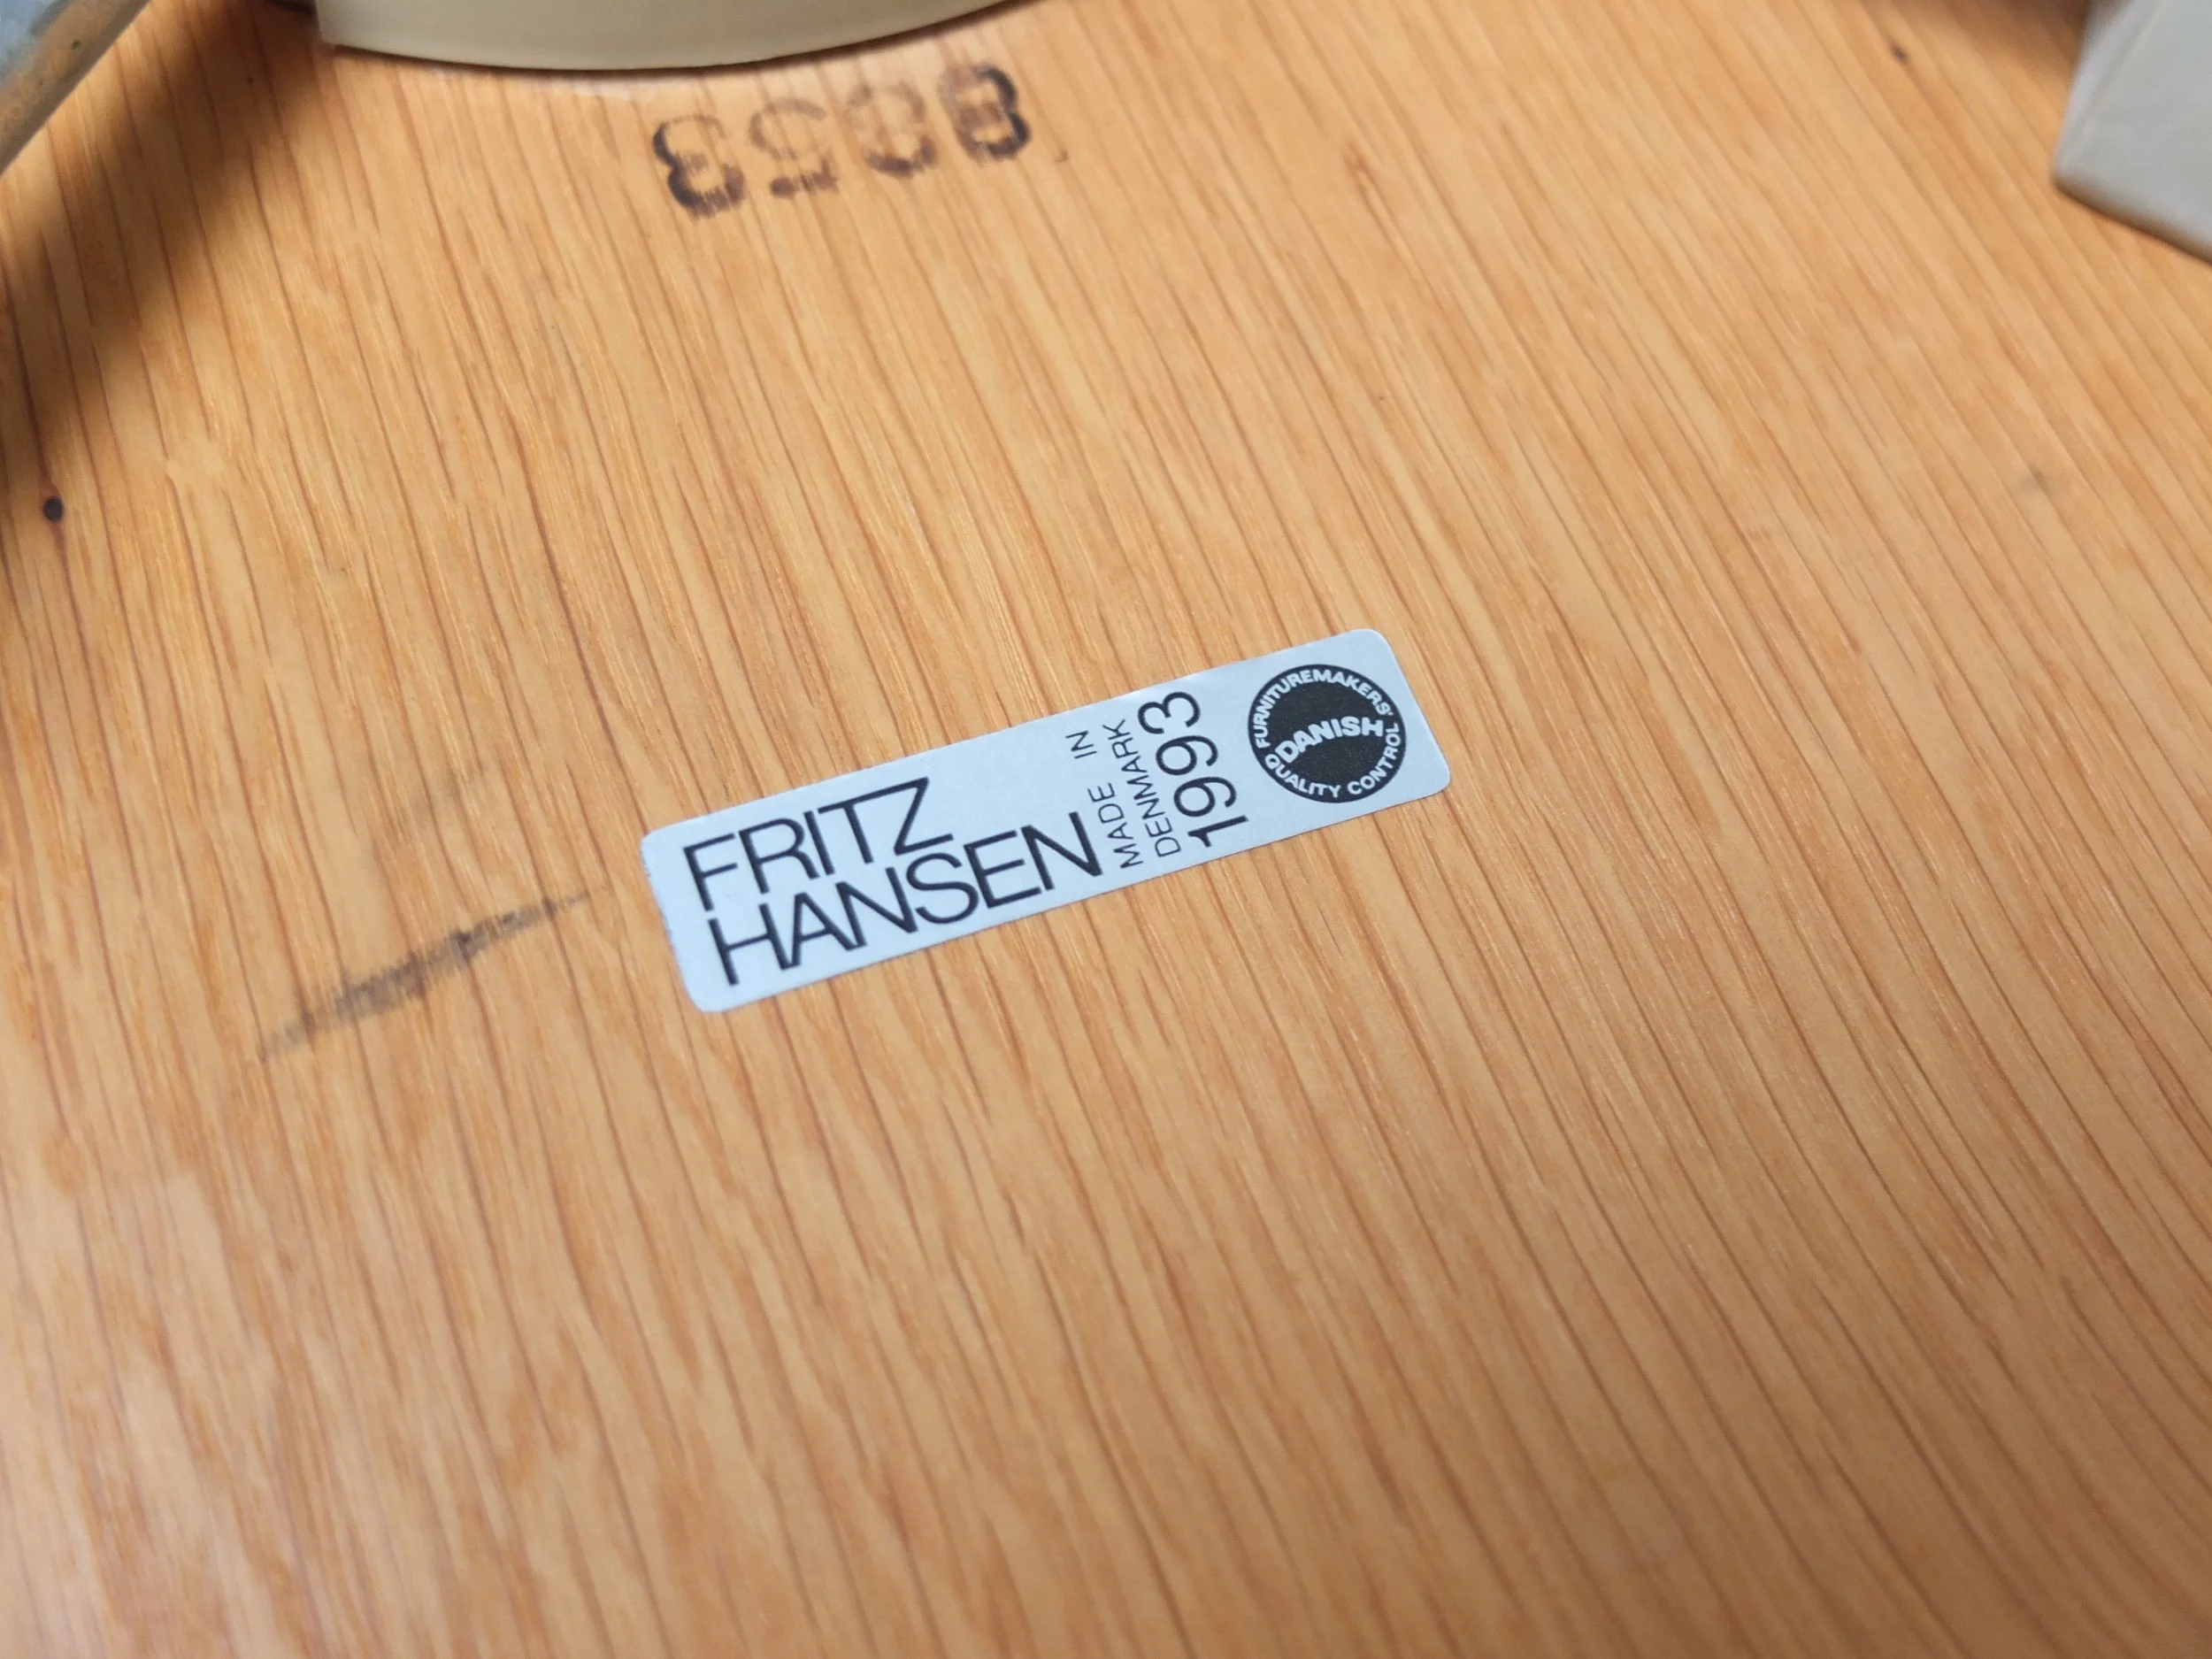 FRITZ
HANSEN
MADE IN
DENMARK
1993
FURNITUREMAKERS'
DANISH
QUALITY CONTROL